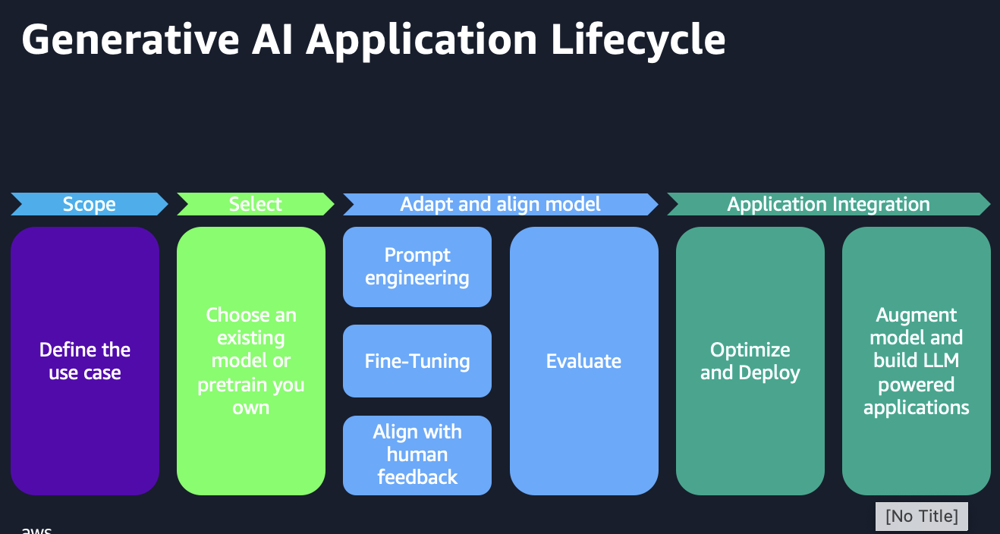 Generative AI Application Lifecycle
Scope
Select
Adapt and align model
Application Integration
Define the
use case
Choose an
existing
model or
pretrain you
own
Prompt
engineering
Fine-Tuning
Align with
human
feedback
Evaluate
Optimize
and Deploy
Augment
model and
build LLM
powered
applications
[No Title]
aws